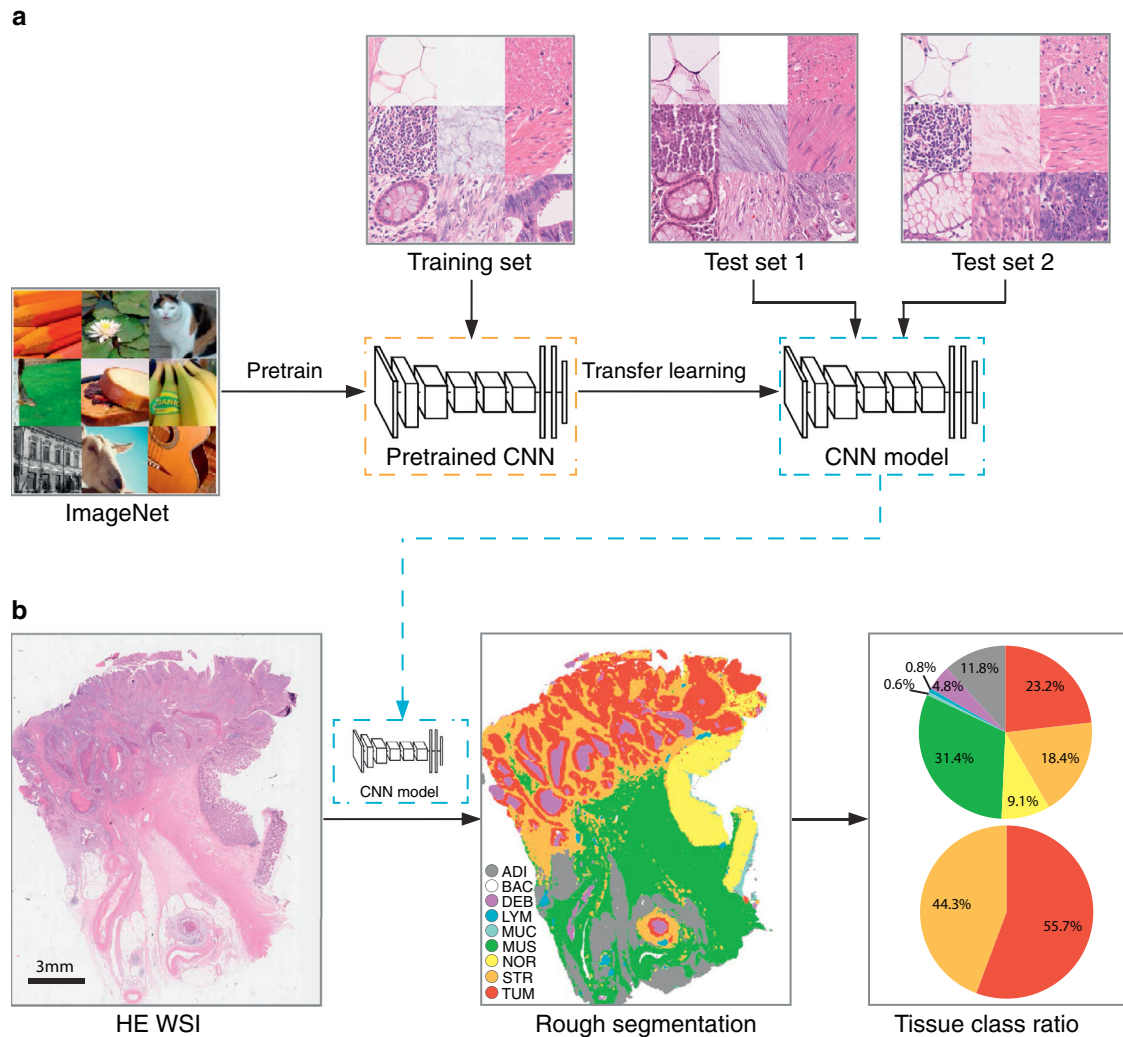 a
Training set
Test set 1
Test set 2
Pretrain
Transfer learning
Pretrained CNN
CNN model
ImageNet
b
3mm
CNN model
ADI
BAC
DEB
LYM
MUC
MUS
NOR
STR
TUM
0.8%
11.8%
23.2%
4.8%
0.6%
31.4%
18.4%
9.1%
44.3%
55.7%
HE WSI
Rough segmentation
Tissue class ratio